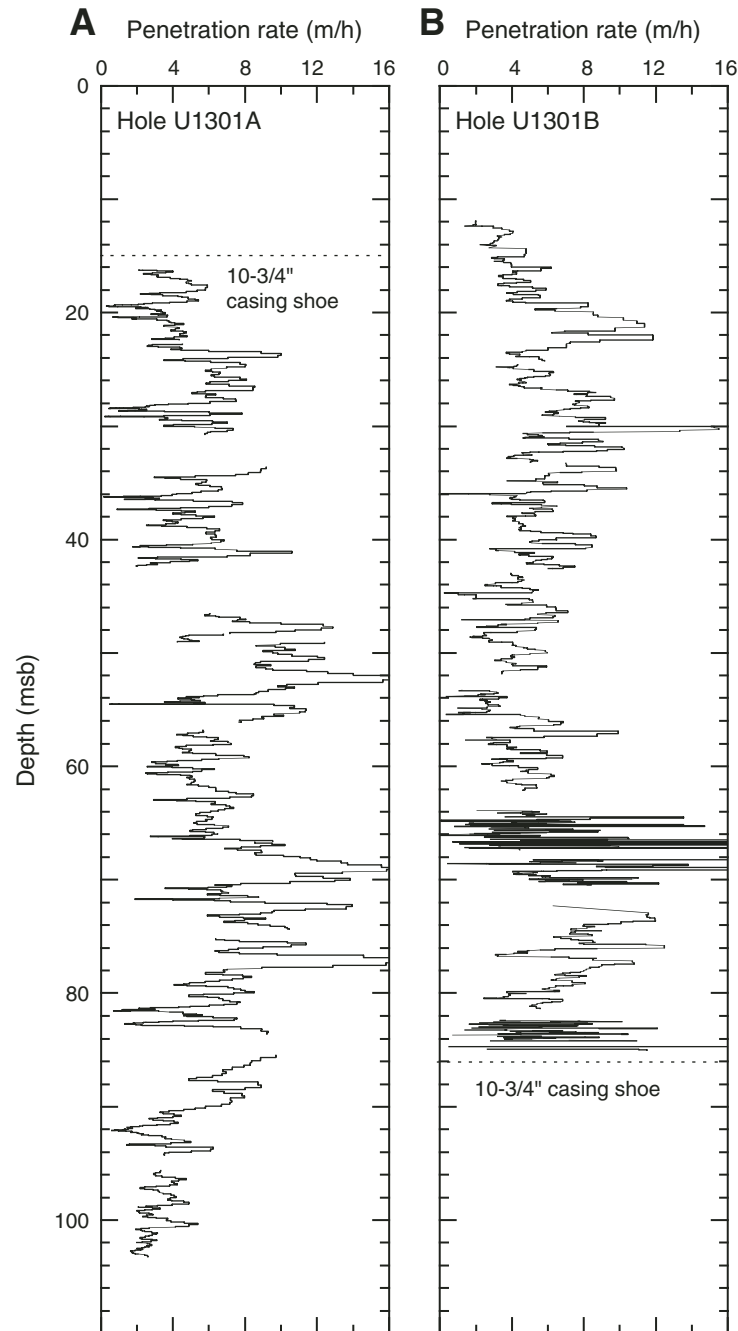 A Penetration rate (m/h)
B Penetration rate (m/h)
0 4 8 12 16
0 4 8 12 16
Hole U1301A
Hole U1301B
10-3/4"
casing shoe
10-3/4" casing shoe
Depth (msb)
0
20
40
60
80
100